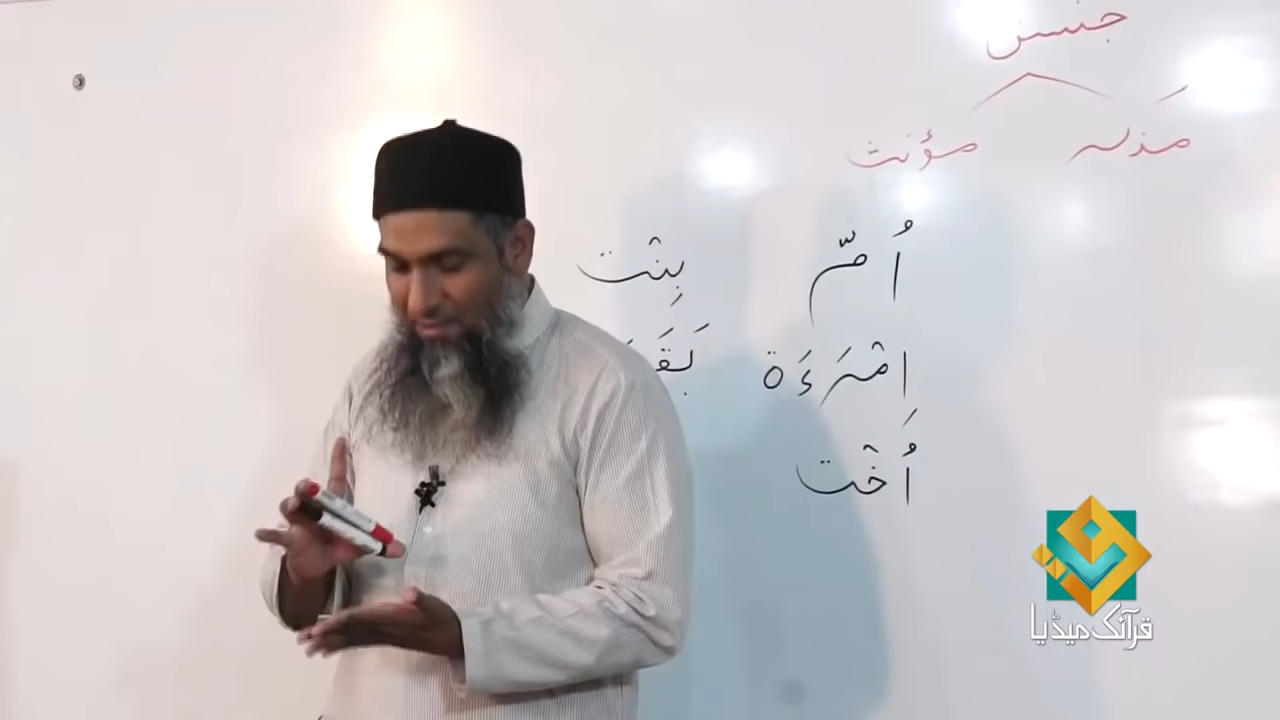 جنس
مذکر مؤنث
اُمّ بِنْت
اِمْرَءَة بَقَ
اُخْت
قرآنک میڈیا